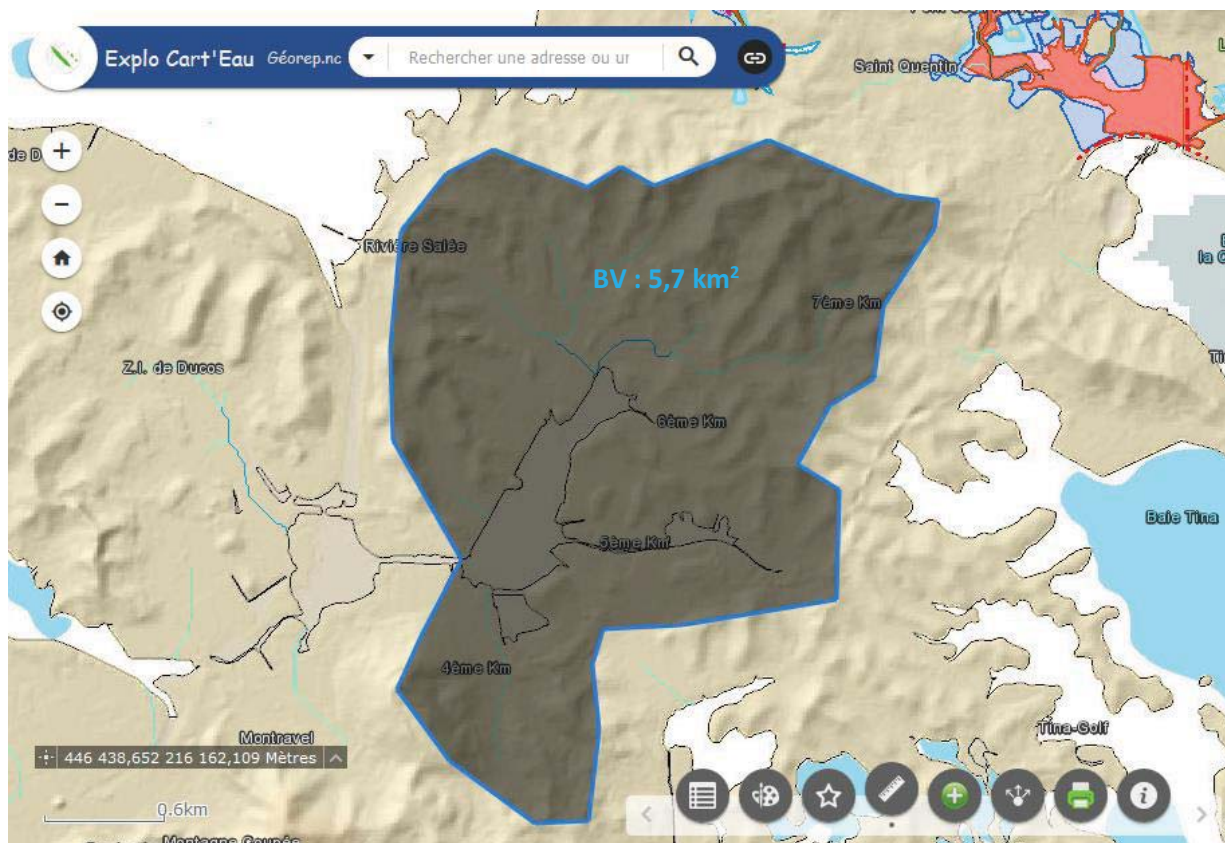 Explo Cart'Eau Géorep.nc
Rechercher une adresse ou ur
Saint Quentin
de D
Rivière Salée
BV : 5,7 km²
7ème Km
la C
Z.I. de Ducos
6ème Km
Baie Tina
5ème Km
4ème Km
Tina-Golf
Montravel
446 438,652 216 162,109 Mètres
0.6km
Montagne Coupée